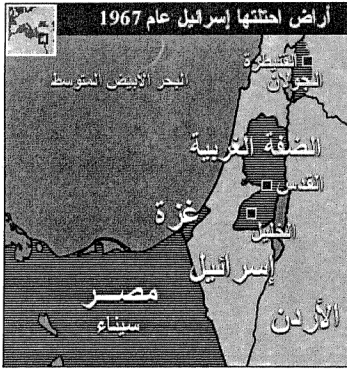 أراض احتلتها إسرائيل عام 1967
القنيطرة
الجولان
البحر الأبيض المتوسط
الضفة الغربية
القدس
غزة
الخليل
إسرائيل
مصر
سيناء
الأردن